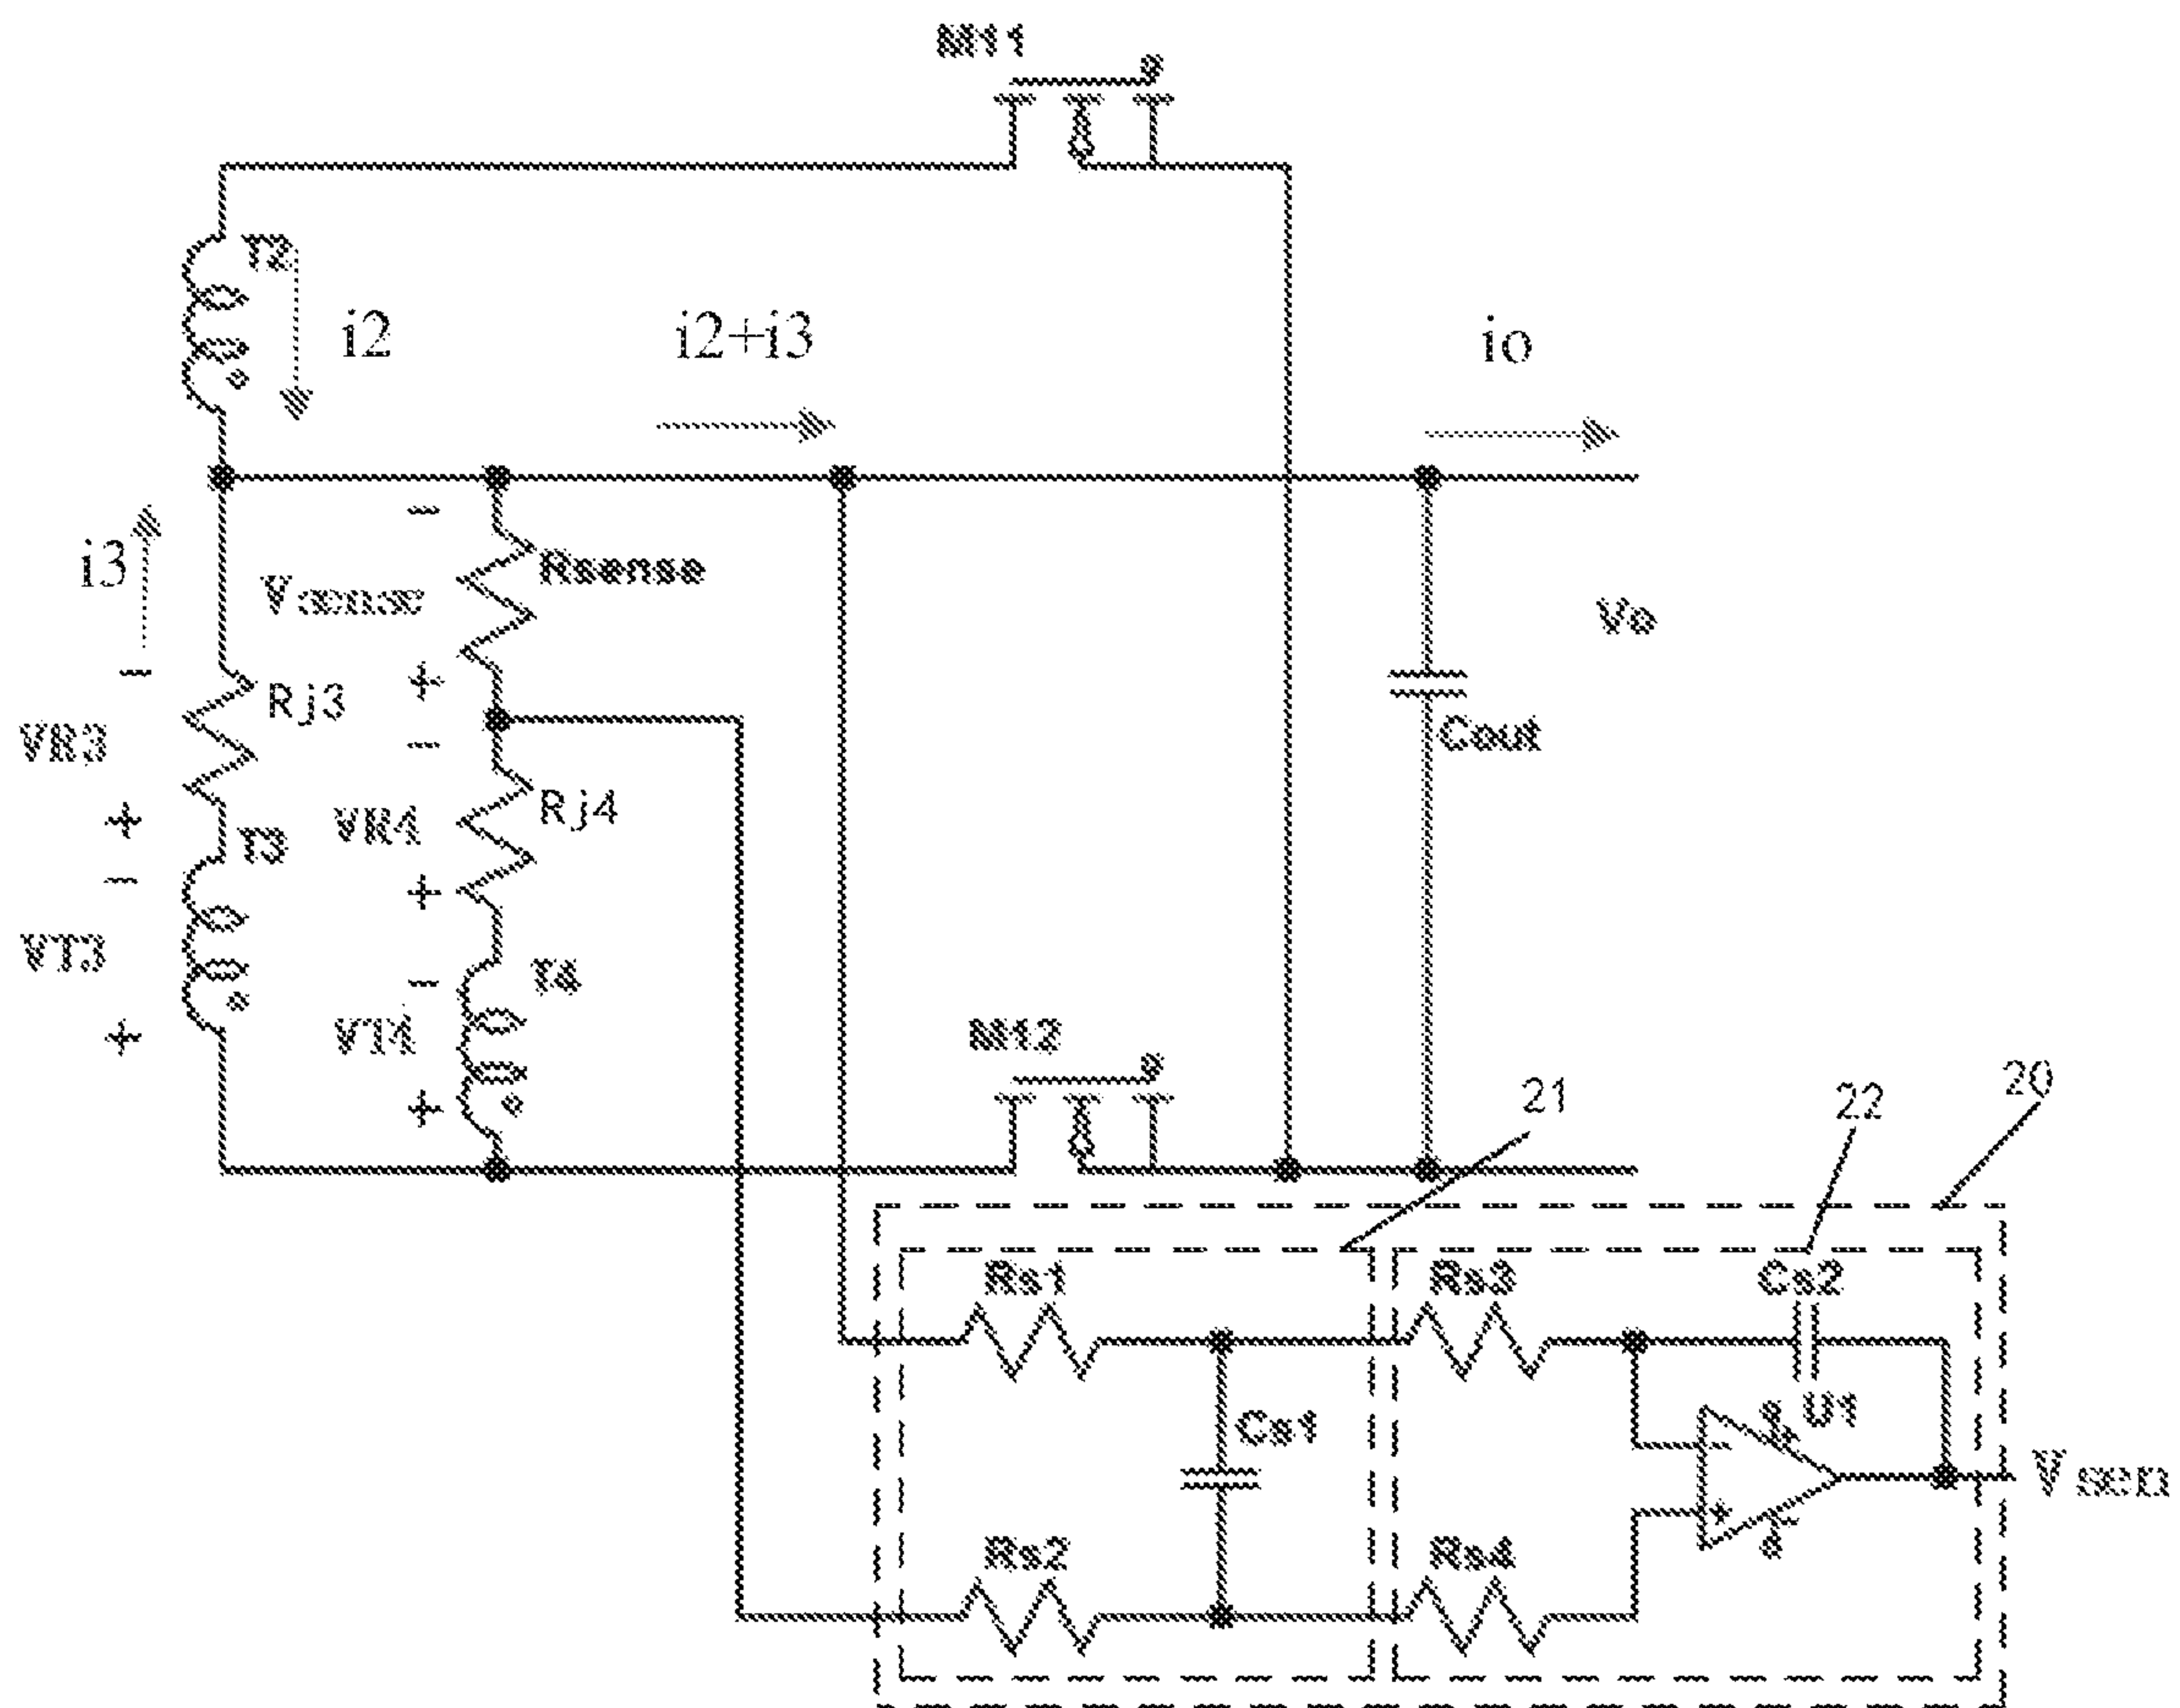 M11
T2
i2
i2+i3
io
i3
Vsense
Rsense
Vo
Rj3
VR3
Cout
Rj4
VR4
T3
VT3
T4
VT4
M12
21
22
20
Rs1
Rs3
Cs2
Cs1
U1
Vsen
Rs2
Rs4